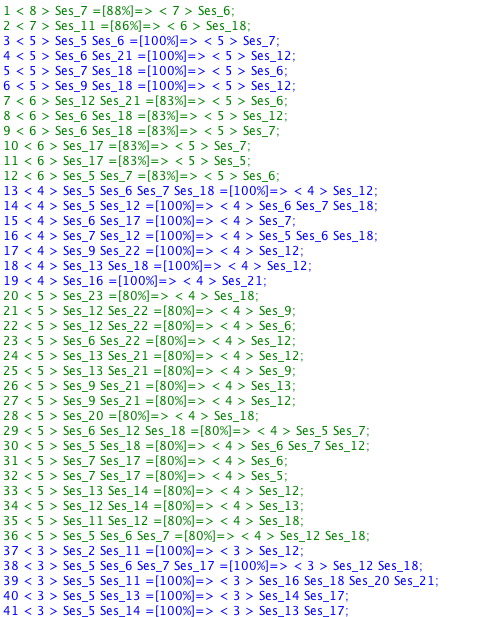 1 < 8 > Ses_7 =[88%]=> < 7 > Ses_6;
2 < 7 > Ses_11 =[86%]=> < 6 > Ses_18;
3 < 5 > Ses_5 Ses_6 =[100%]=> < 5 > Ses_7;
4 < 5 > Ses_6 Ses_21 =[100%]=> < 5 > Ses_12;
5 < 5 > Ses_7 Ses_18 =[100%]=> < 5 > Ses_6;
6 < 5 > Ses_9 Ses_18 =[100%]=> < 5 > Ses_12;
7 < 6 > Ses_12 Ses_21 =[83%]=> < 5 > Ses_6;
8 < 6 > Ses_6 Ses_18 =[83%]=> < 5 > Ses_12;
9 < 6 > Ses_6 Ses_18 =[83%]=> < 5 > Ses_7;
10 < 6 > Ses_17 =[83%]=> < 5 > Ses_7;
11 < 6 > Ses_17 =[83%]=> < 5 > Ses_5;
12 < 6 > Ses_5 Ses_7 =[83%]=> < 5 > Ses_6;
13 < 4 > Ses_5 Ses_6 Ses_7 Ses_18 =[100%]=> < 4 > Ses_12;
14 < 4 > Ses_5 Ses_12 =[100%]=> < 4 > Ses_6 Ses_7 Ses_18;
15 < 4 > Ses_6 Ses_17 =[100%]=> < 4 > Ses_7;
16 < 4 > Ses_7 Ses_12 =[100%]=> < 4 > Ses_5 Ses_6 Ses_18;
17 < 4 > Ses_9 Ses_22 =[100%]=> < 4 > Ses_12;
18 < 4 > Ses_13 Ses_18 =[100%]=> < 4 > Ses_12;
19 < 4 > Ses_16 =[100%]=> < 4 > Ses_21;
20 < 5 > Ses_23 =[80%]=> < 4 > Ses_18;
21 < 5 > Ses_12 Ses_22 =[80%]=> < 4 > Ses_9;
22 < 5 > Ses_12 Ses_22 =[80%]=> < 4 > Ses_6;
23 < 5 > Ses_6 Ses_22 =[80%]=> < 4 > Ses_12;
24 < 5 > Ses_13 Ses_21 =[80%]=> < 4 > Ses_12;
25 < 5 > Ses_13 Ses_21 =[80%]=> < 4 > Ses_9;
26 < 5 > Ses_9 Ses_21 =[80%]=> < 4 > Ses_13;
27 < 5 > Ses_9 Ses_21 =[80%]=> < 4 > Ses_12;
28 < 5 > Ses_20 =[80%]=> < 4 > Ses_18;
29 < 5 > Ses_6 Ses_12 Ses_18 =[80%]=> < 4 > Ses_5 Ses_7;
30 < 5 > Ses_5 Ses_18 =[80%]=> < 4 > Ses_6 Ses_7 Ses_12;
31 < 5 > Ses_7 Ses_17 =[80%]=> < 4 > Ses_6;
32 < 5 > Ses_7 Ses_17 =[80%]=> < 4 > Ses_5;
33 < 5 > Ses_13 Ses_14 =[80%]=> < 4 > Ses_12;
34 < 5 > Ses_12 Ses_14 =[80%]=> < 4 > Ses_13;
35 < 5 > Ses_11 Ses_12 =[80%]=> < 4 > Ses_18;
36 < 5 > Ses_5 Ses_6 Ses_7 =[80%]=> < 4 > Ses_12 Ses_18;
37 < 3 > Ses_2 Ses_11 =[100%]=> < 3 > Ses_12;
38 < 3 > Ses_5 Ses_6 Ses_7 Ses_17 =[100%]=> < 3 > Ses_12 Ses_18;
39 < 3 > Ses_5 Ses_11 =[100%]=> < 3 > Ses_16 Ses_18 Ses_20 Ses_21;
40 < 3 > Ses_5 Ses_13 =[100%]=> < 3 > Ses_14 Ses_17;
41 < 3 > Ses_5 Ses_14 =[100%]=> < 3 > Ses_13 Ses_17;